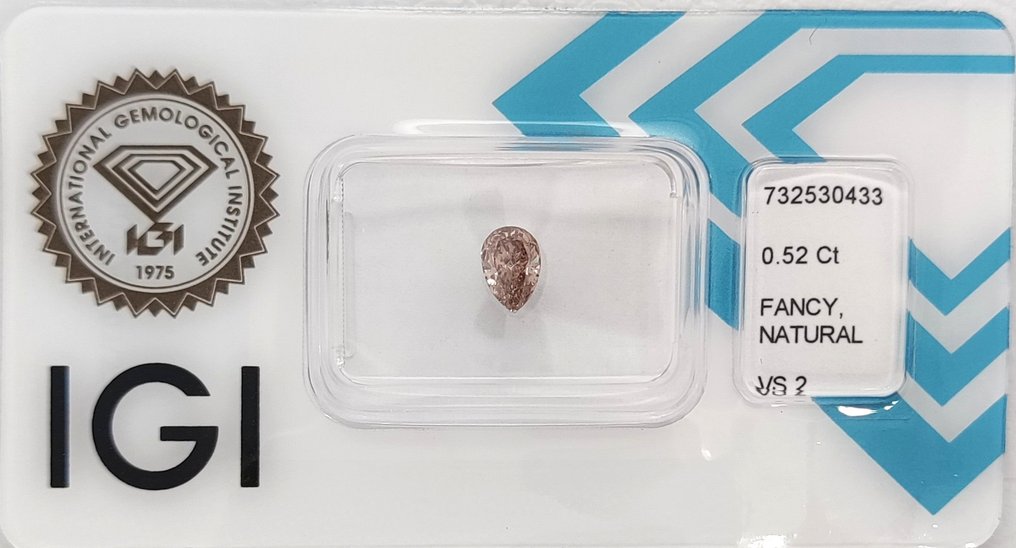 INTERNATIONAL GEMOLOGICAL INSTITUTE
IGI
1975
IGI
732530433
0.52 Ct
FANCY,
NATURAL
VS 2